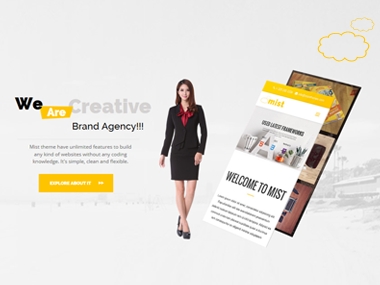 We Are Creative
Brand Agency!!!
Mist theme have unlimited features to build
any kind of websites without any coding
knowledge. It's simple, clean and flexible.
EXPLORE ABOUT IT
mist
USED LATEST FRAMEWORKS
WELCOME TO MIST